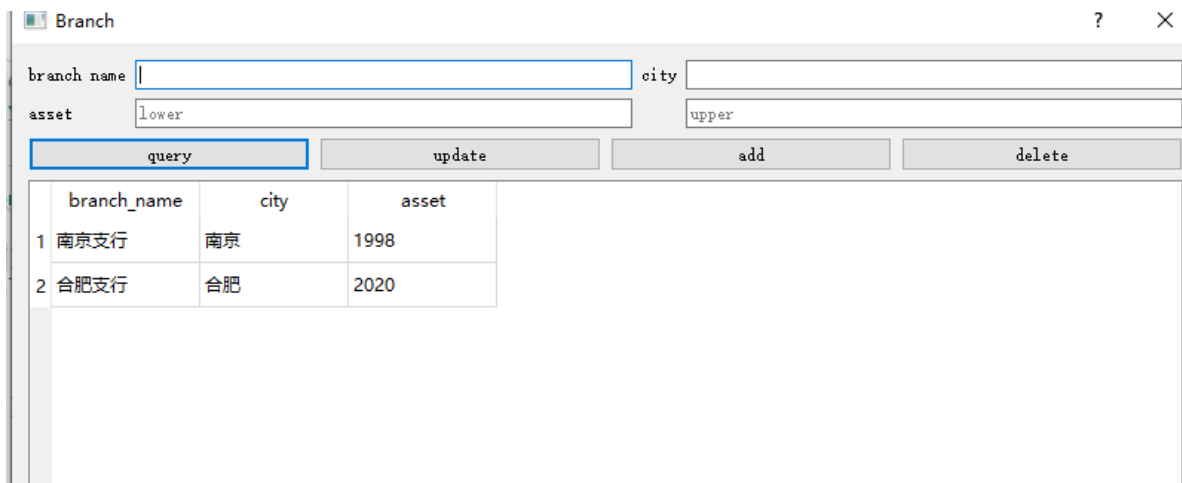 Branch ?
branch name city
asset lower upper
query update add delete
branch_name city asset
1 南京支行 南京 1998
2 合肥支行 合肥 2020